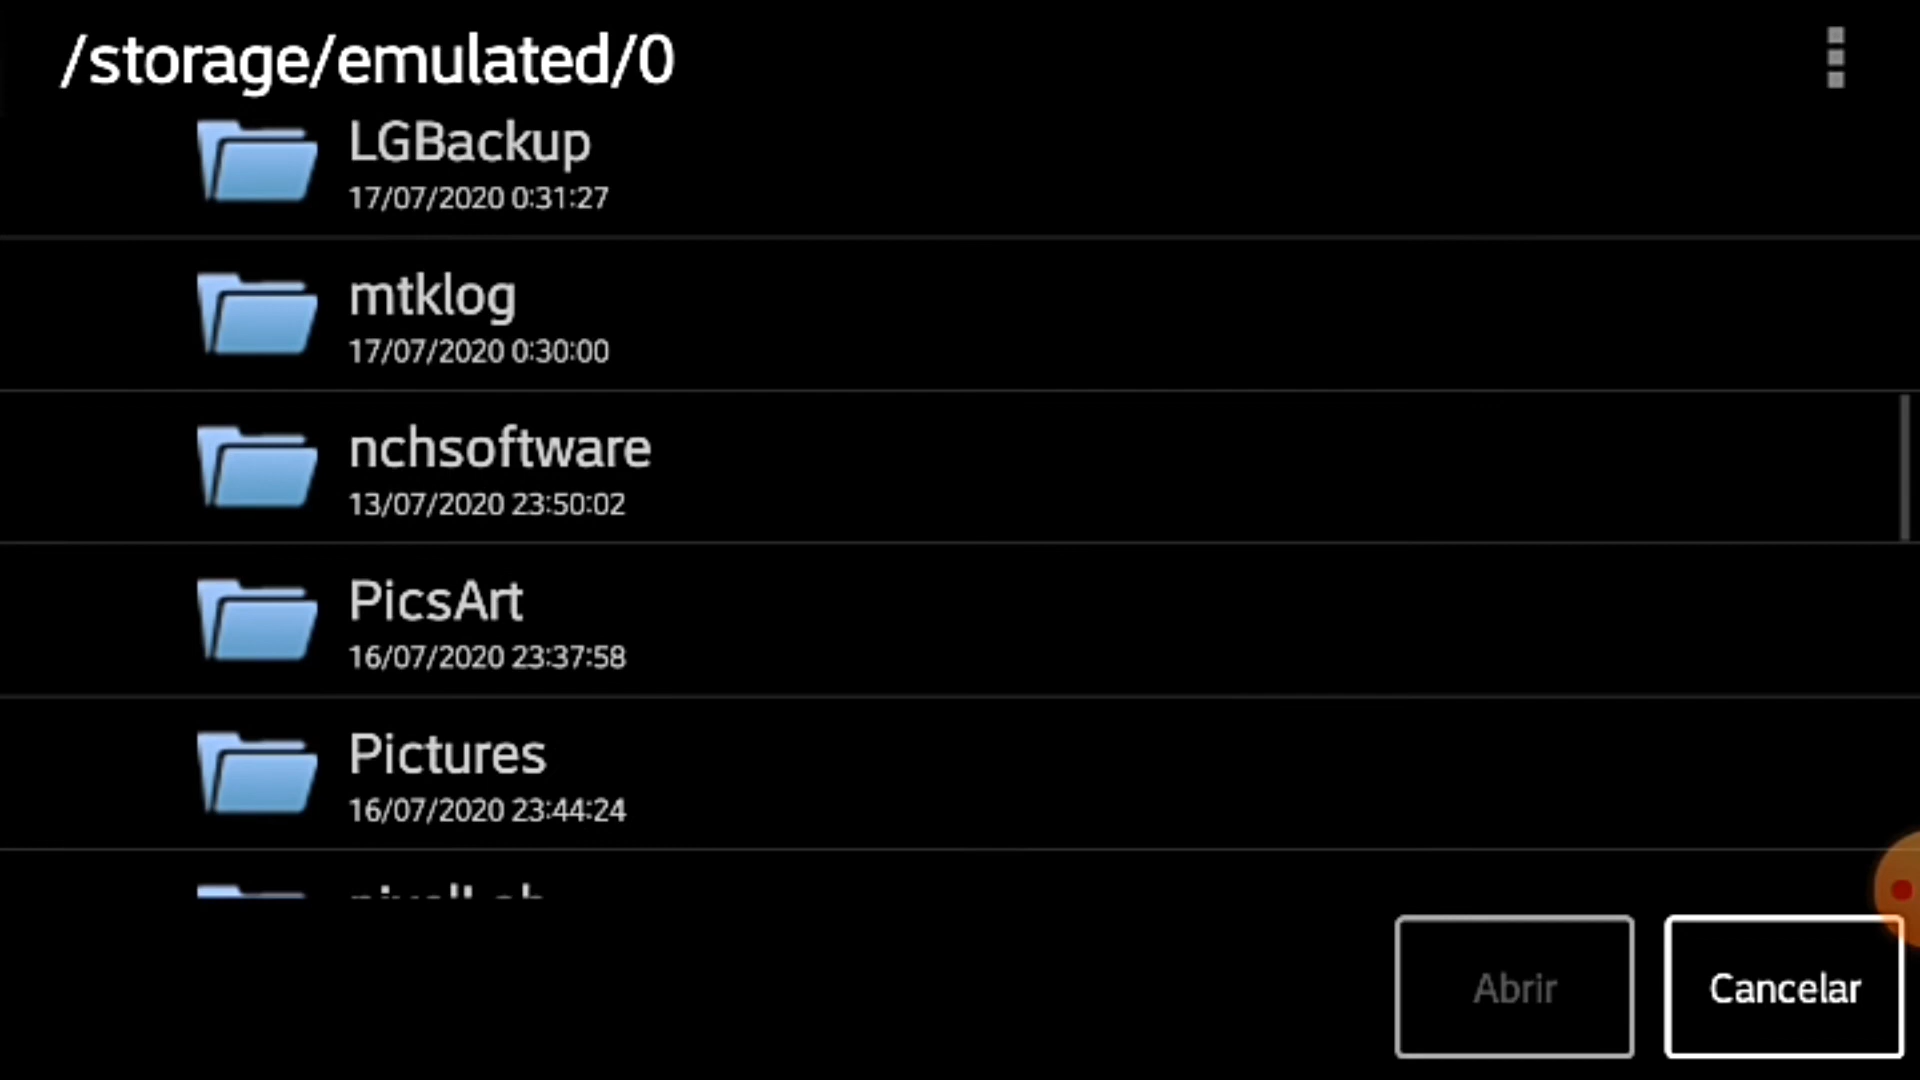 /storage/emulated/0
LGBackup
17/07/2020 0:31:27
mtklog
17/07/2020 0:30:00
nchsoftware
13/07/2020 23:50:02
PicsArt
16/07/2020 23:37:58
Pictures
16/07/2020 23:44:24
Abrir
Cancelar